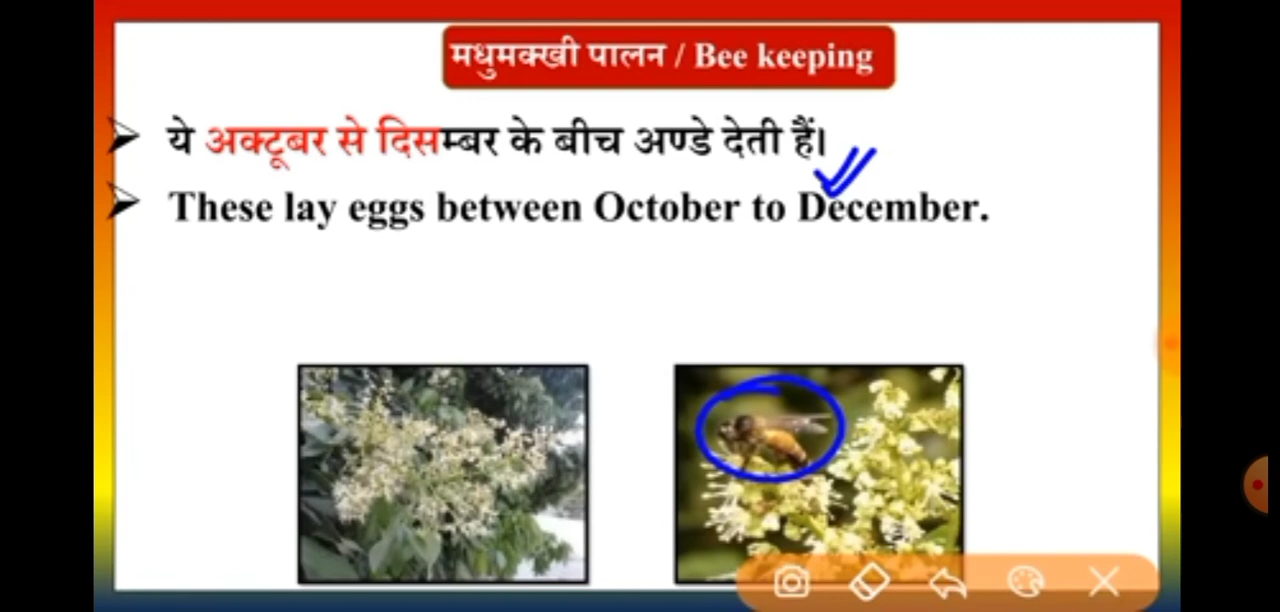 मधुमक्खी पालन / Bee keeping
ये अक्टूबर से दिसम्बर के बीच अण्डे देती हैं।
These lay eggs between October to December.